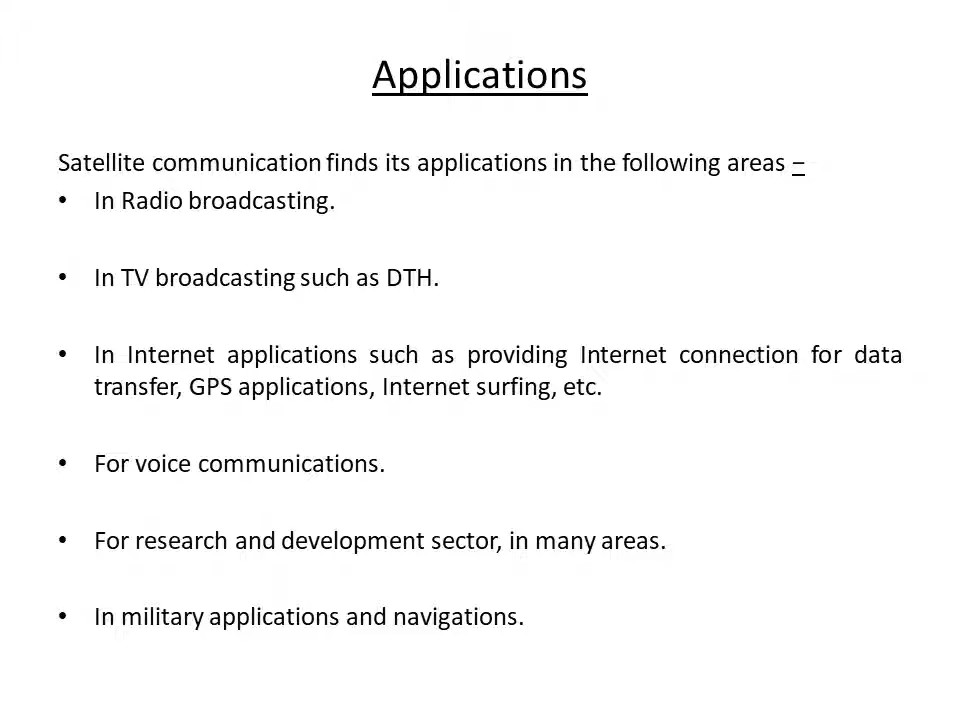 Applications
Satellite communication finds its applications in the following areas –
• In Radio broadcasting.
• In TV broadcasting such as DTH.
• In Internet applications such as providing Internet connection for data
transfer, GPS applications, Internet surfing, etc.
• For voice communications.
• For research and development sector, in many areas.
• In military applications and navigations.